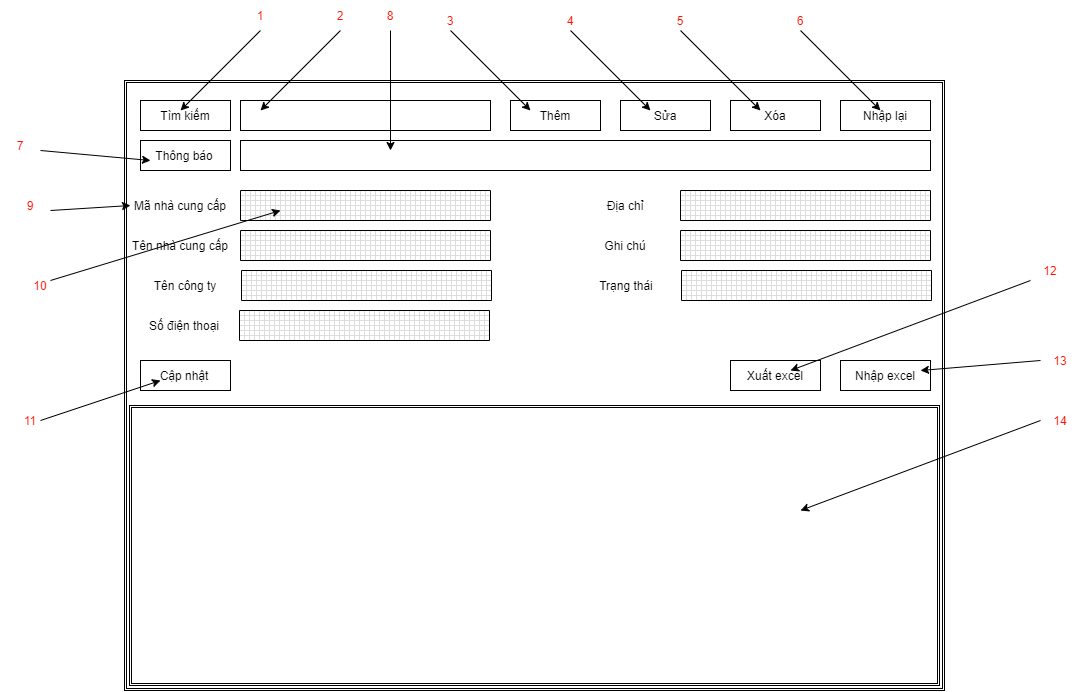 1
2
8
3
4
5
6
Tìm kiếm
Thêm
Sửa
Xóa
Nhập lại
7
Thông báo
9
Mã nhà cung cấp
Địa chỉ
Tên nhà cung cấp
Ghi chú
10
Tên công ty
Trạng thái
12
Số điện thoại
Cập nhật
Xuất excel
Nhập excel
13
11
14